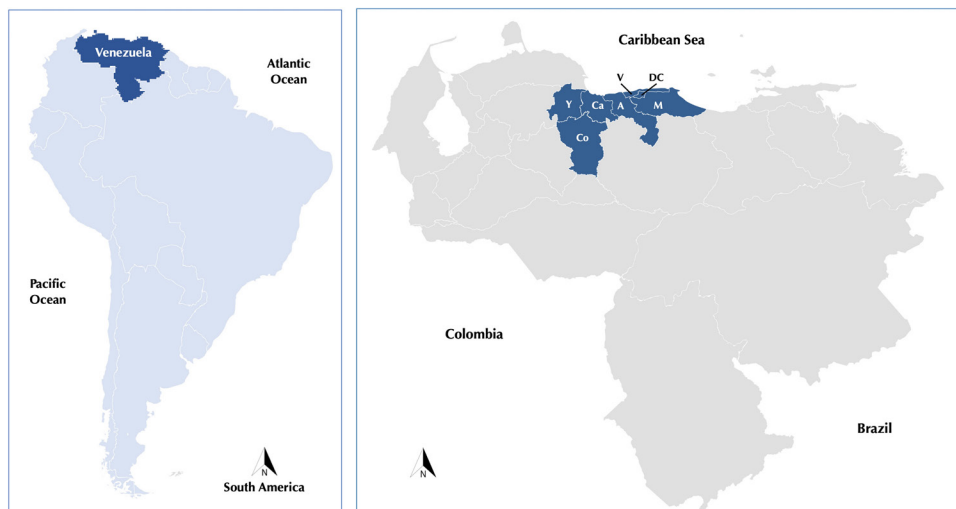 Venezuela
Atlantic
Ocean
Pacific
Ocean
N
South America
Caribbean Sea
V
DC
Y
Ca
A
M
Co
Colombia
Brazil
N